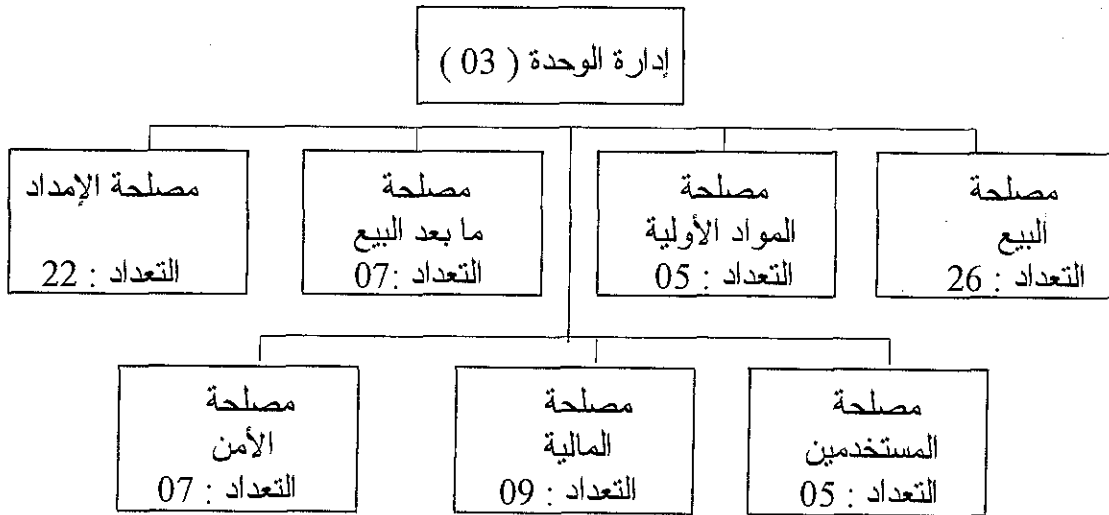 إدارة الوحدة ( 03 )
مصلحة
البيع
التعداد : 26
مصلحة
المواد الأولية
التعداد : 05
مصلحة
ما بعد البيع
التعداد :07
مصلحة الإمداد
التعداد : 22
مصلحة
المستخدمين
التعداد : 05
مصلحة
المالية
التعداد : 09
مصلحة
الأمن
التعداد : 07